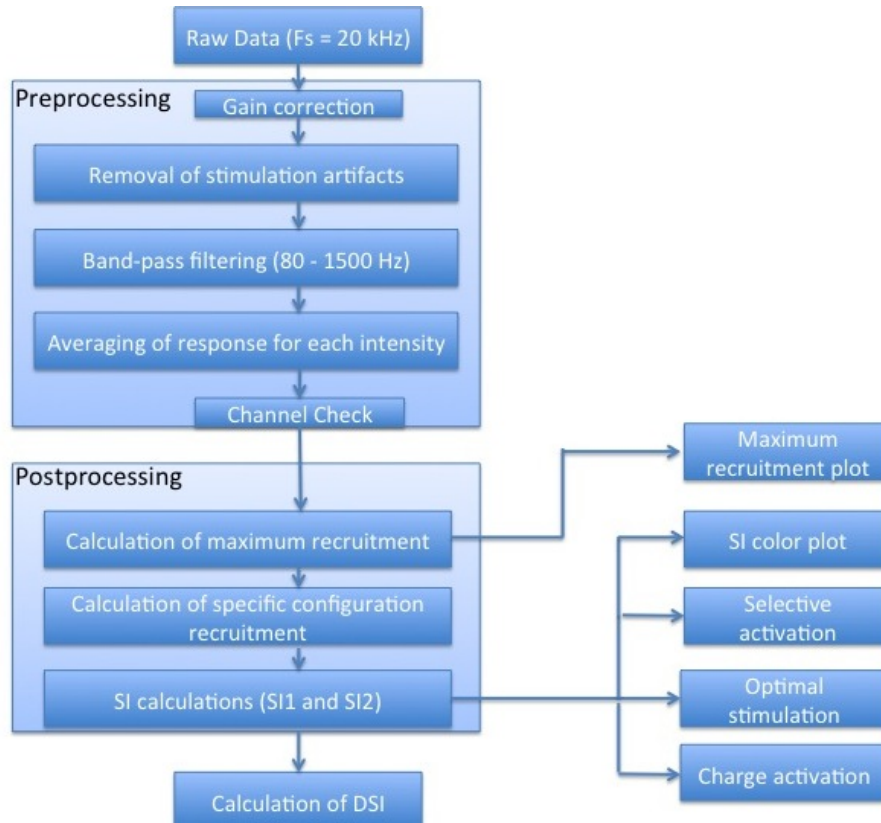 Raw Data (Fs = 20 kHz)
Preprocessing
Gain correction
Removal of stimulation artifacts
Band-pass filtering (80 - 1500 Hz)
Averaging of response for each intensity
Channel Check
Postprocessing
Calculation of maximum recruitment
Calculation of specific configuration
recruitment
SI calculations (SI1 and SI2)
Calculation of DSI
Maximum
recruitment plot
SI color plot
Selective
activation
Optimal
stimulation
Charge activation